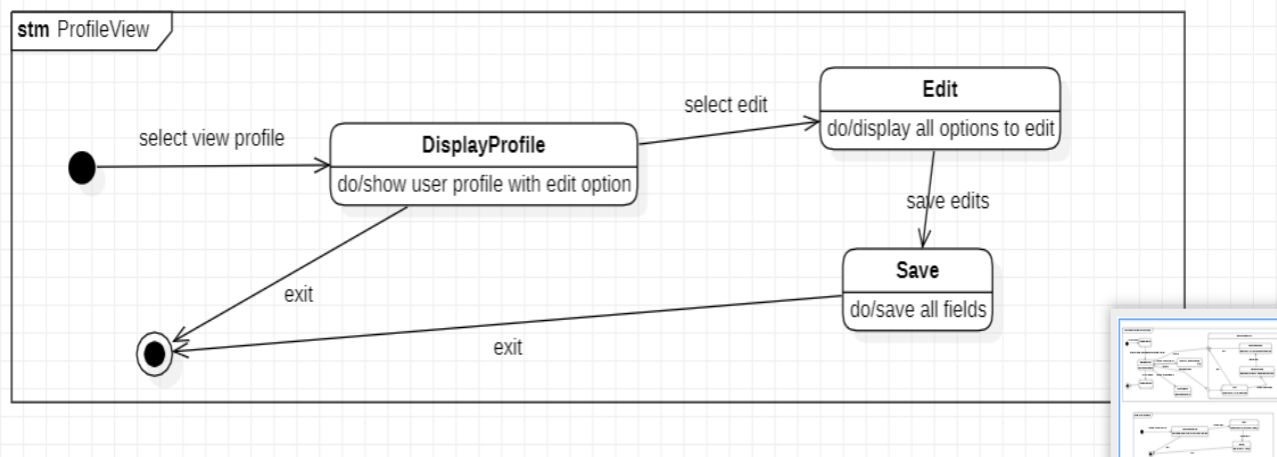 stm ProfileView
select view profile
DisplayProfile
do/show user profile with edit option
select edit
Edit
do/display all options to edit
save edits
Save
do/save all fields
exit
exit